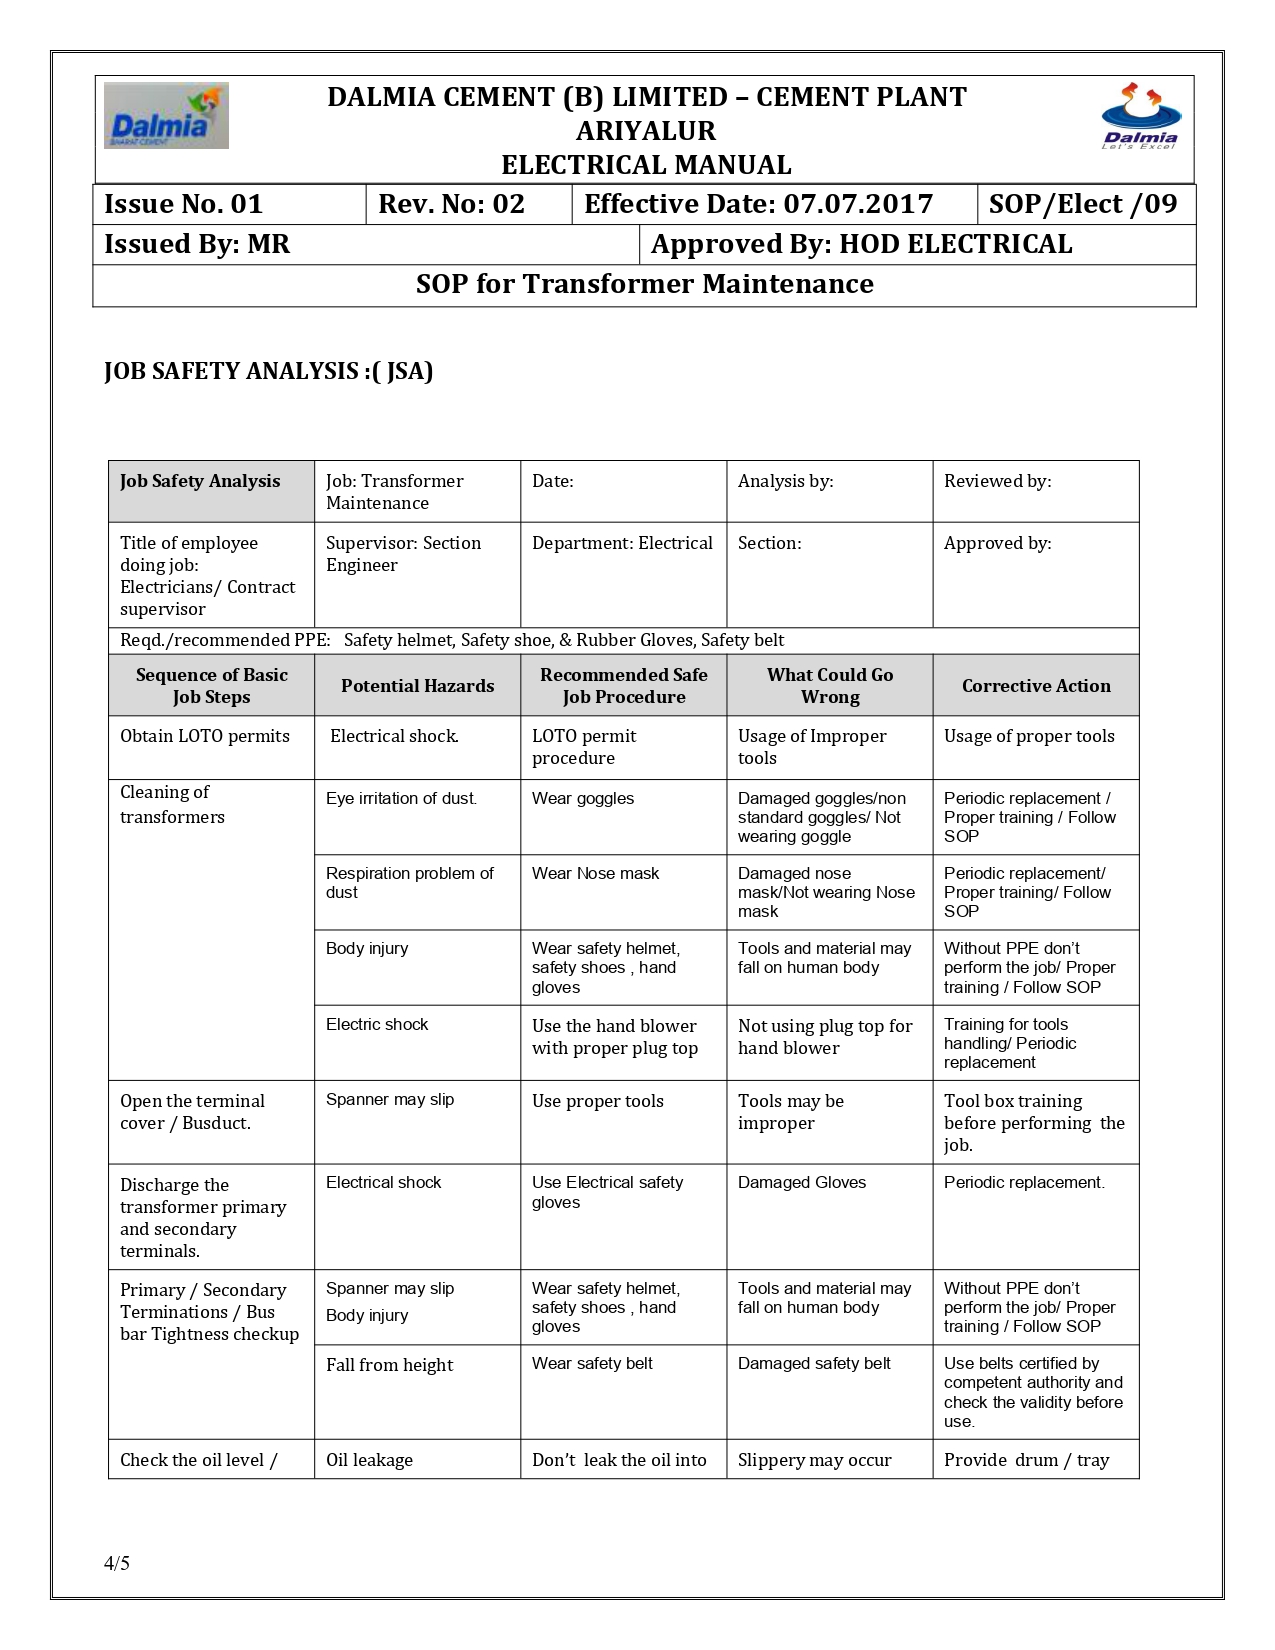 Dalmia
BHARAT CEMENT
DALMIA CEMENT (B) LIMITED – CEMENT PLANT
ARIYALUR
ELECTRICAL MANUAL
Dalmia
Let's Excel
Issue No. 01 Rev. No: 02 Effective Date: 07.07.2017 SOP/Elect /09
Issued By: MR Approved By: HOD ELECTRICAL
SOP for Transformer Maintenance
JOB SAFETY ANALYSIS :( JSA)
Job Safety Analysis
Job: Transformer
Maintenance
Date:
Analysis by:
Reviewed by:
Title of employee
doing job:
Electricians/ Contract
supervisor
Supervisor: Section
Engineer
Department: Electrical
Section:
Approved by:
Reqd./recommended PPE: Safety helmet, Safety shoe, & Rubber Gloves, Safety belt
Sequence of Basic
Job Steps
Potential Hazards
Recommended Safe
Job Procedure
What Could Go
Wrong
Corrective Action
Obtain LOTO permits
Electrical shock.
LOTO permit
procedure
Usage of Improper
tools
Usage of proper tools
Cleaning of
transformers
Eye irritation of dust.
Wear goggles
Damaged goggles/non
standard goggles/ Not
wearing goggle
Periodic replacement /
Proper training / Follow
SOP
Respiration problem of
dust
Wear Nose mask
Damaged nose
mask/Not wearing Nose
mask
Periodic replacement/
Proper training/ Follow
SOP
Body injury
Wear safety helmet,
safety shoes , hand
gloves
Tools and material may
fall on human body
Without PPE don’t
perform the job/ Proper
training / Follow SOP
Electric shock
Use the hand blower
with proper plug top
Not using plug top for
hand blower
Training for tools
handling/ Periodic
replacement
Open the terminal
cover / Busduct.
Spanner may slip
Use proper tools
Tools may be
improper
Tool box training
before performing the
job.
Discharge the
transformer primary
and secondary
terminals.
Electrical shock
Use Electrical safety
gloves
Damaged Gloves
Periodic replacement.
Primary / Secondary
Terminations / Bus
bar Tightness checkup
Spanner may slip
Body injury
Wear safety helmet,
safety shoes , hand
gloves
Tools and material may
fall on human body
Without PPE don’t
perform the job/ Proper
training / Follow SOP
Fall from height
Wear safety belt
Damaged safety belt
Use belts certified by
competent authority and
check the validity before
use.
Check the oil level /
Oil leakage
Don’t leak the oil into
Slippery may occur
Provide drum / tray
4/5